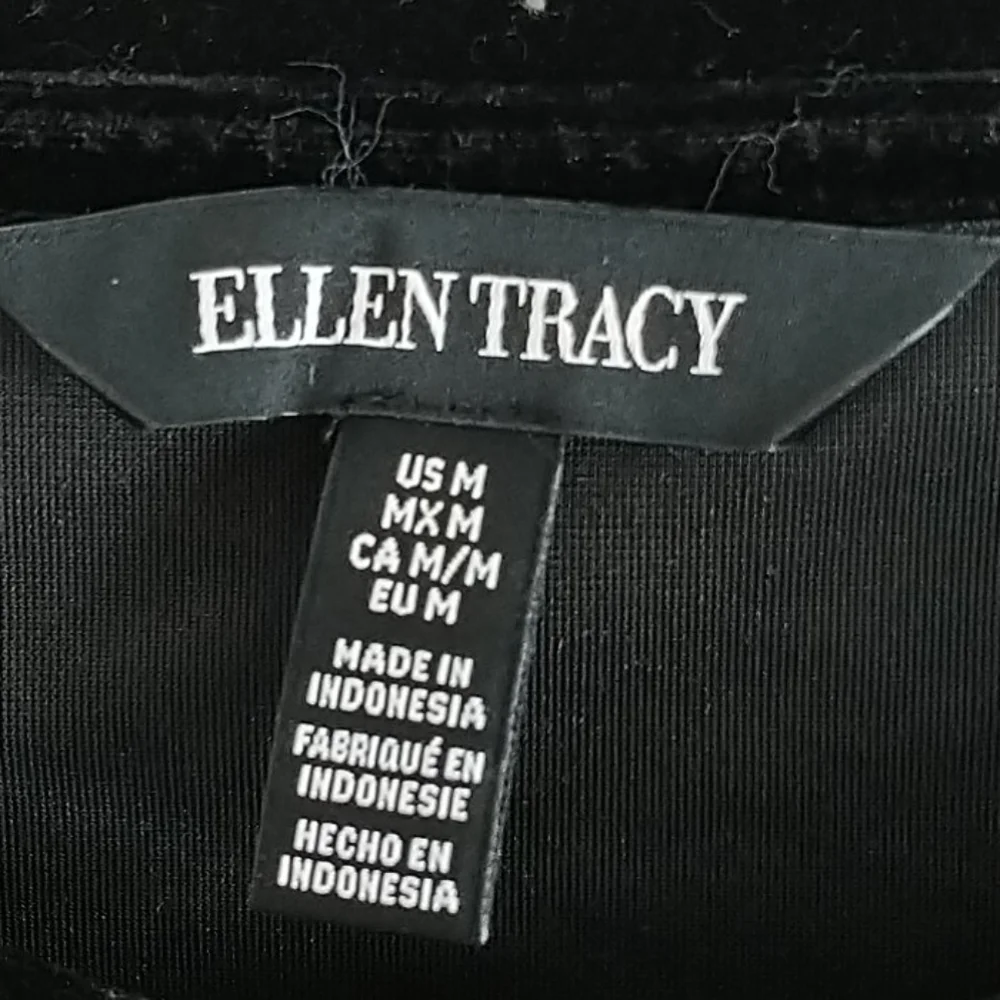 ELLEN TRACY
US M
MX M
CA M/M
EU M
MADE IN
INDONESIA
FABRIQUÉ EN
INDONESIE
HECHO EN
INDONESIA